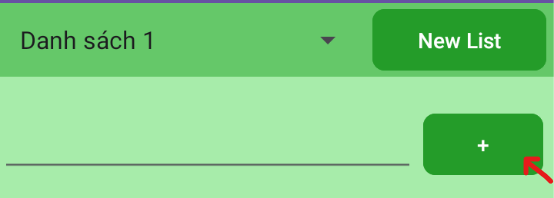 Danh sách 1
New List
+